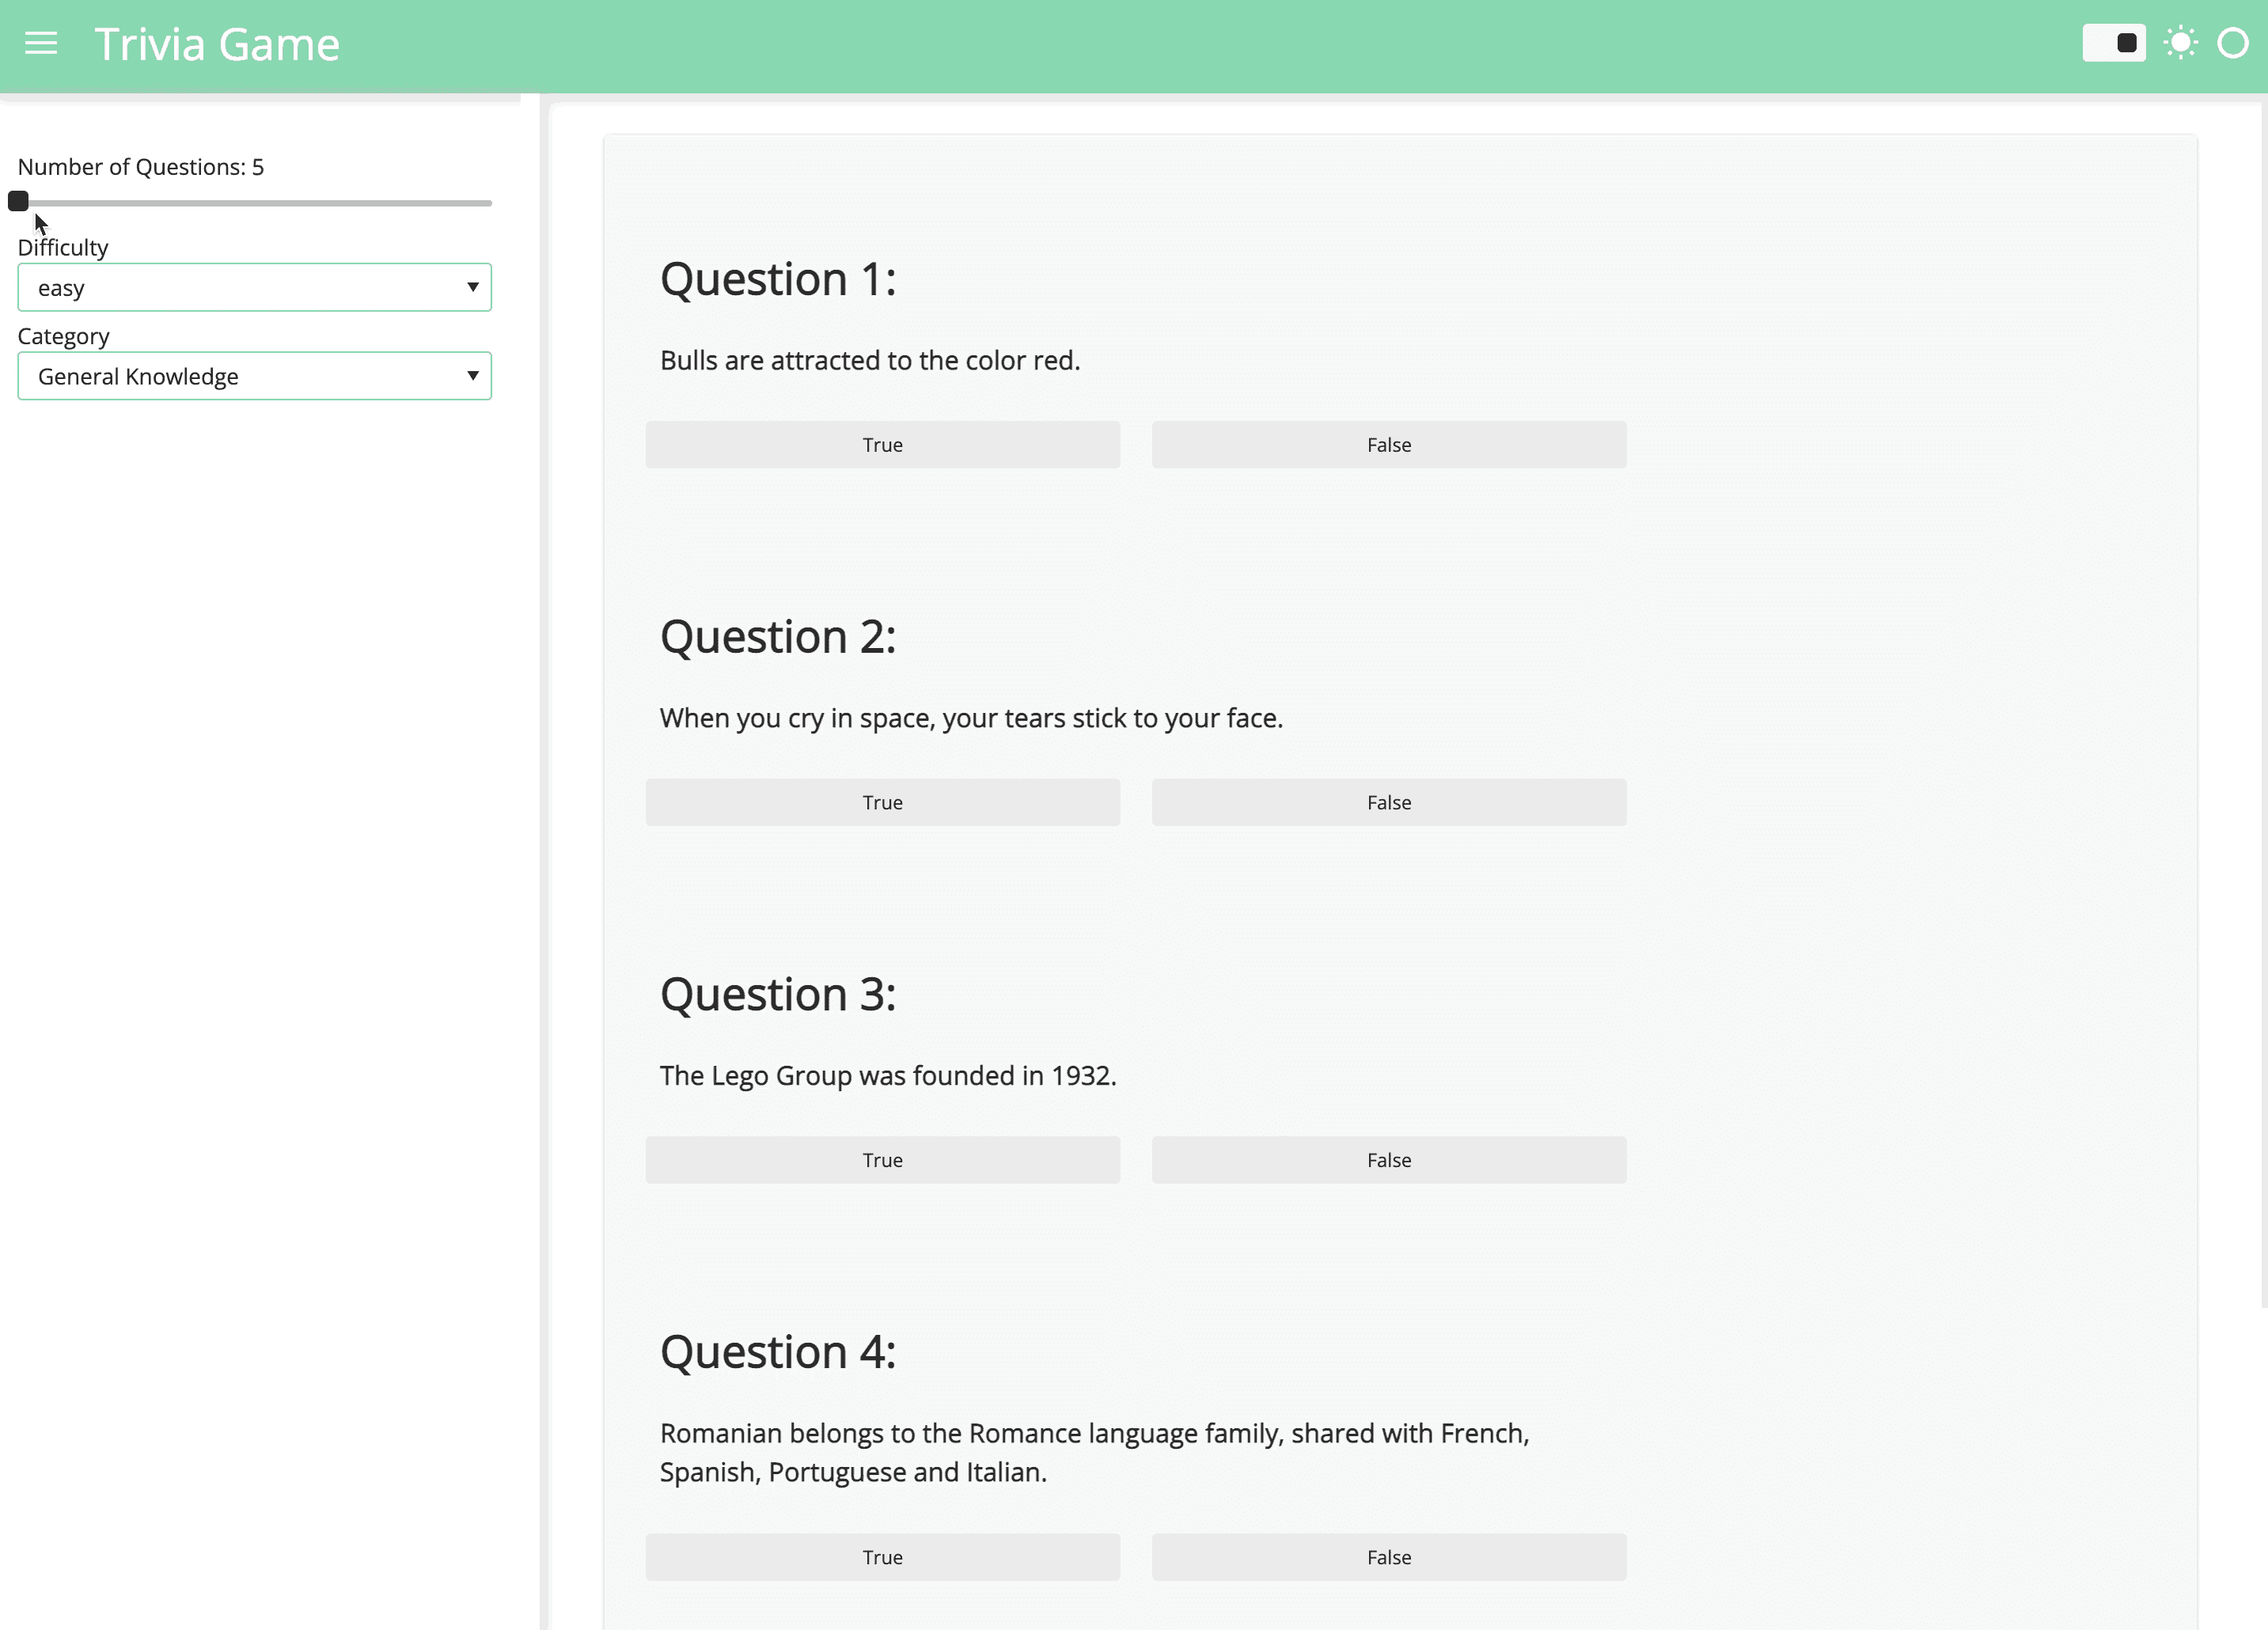 Trivia Game
Number of Questions: 5
Difficulty
easy
Category
General Knowledge
Question 1:
Bulls are attracted to the color red.
True
False
Question 2:
When you cry in space, your tears stick to your face.
True
False
Question 3:
The Lego Group was founded in 1932.
True
False
Question 4:
Romanian belongs to the Romance language family, shared with French,
Spanish, Portuguese and Italian.
True
False